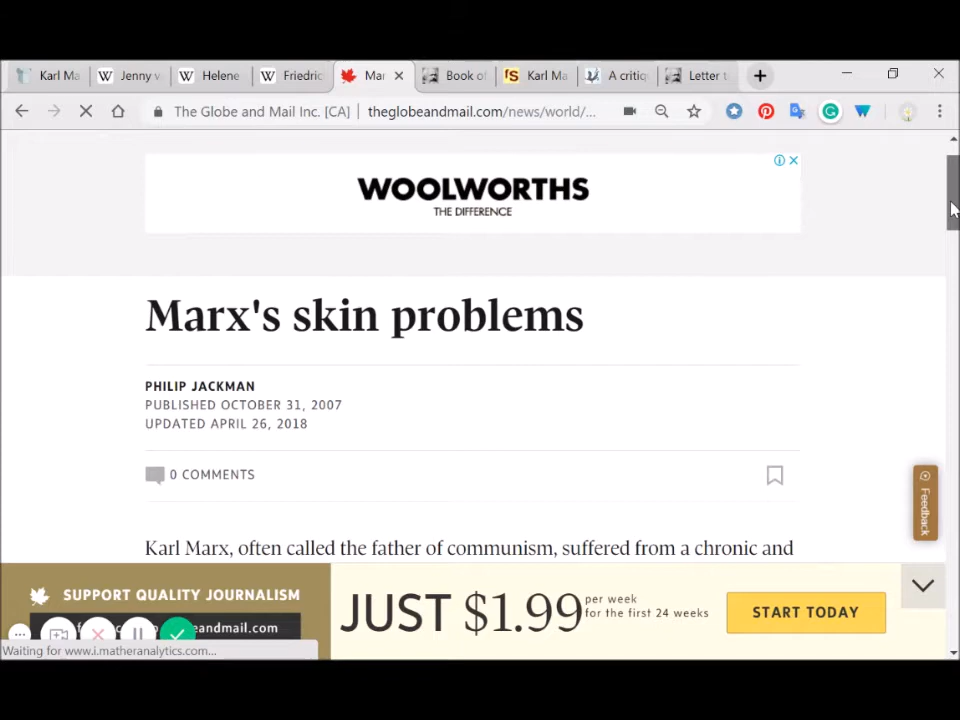 Karl Ma
Jenny v
Helene
Friedric
Mar
Book of
Karl Ma
A critiq
Letter t
The Globe and Mail Inc. [CA]
theglobeandmail.com/news/world/...
WOOLWORTHS
THE DIFFERENCE
Marx's skin problems
PHILIP JACKMAN
PUBLISHED OCTOBER 31, 2007
UPDATED APRIL 26, 2018
0 COMMENTS
Feedback
Karl Marx, often called the father of communism, suffered from a chronic and
SUPPORT QUALITY JOURNALISM
eandmail.com
JUST $1.99
per week
for the first 24 weeks
START TODAY
Waiting for www.i.matheranalytics.com...